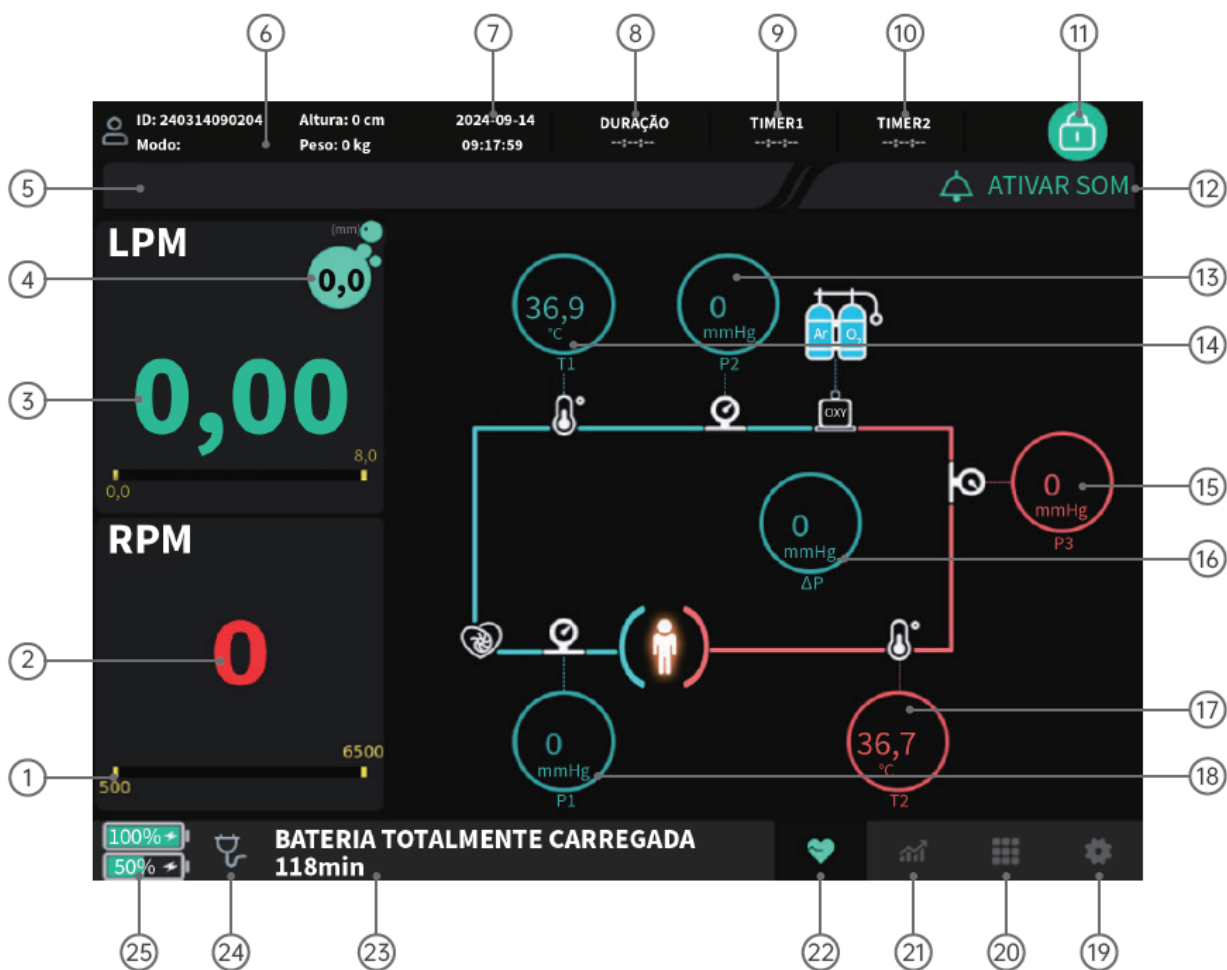 6 7 8 9 10 11
ID: 240314090204 Altura: 0 cm 2024-09-14 DURAÇÃO TIMER1 TIMER2
Modo: Peso: 0 kg 09:17:59 --:--:-- --:--:-- --:--:--
5 ATIVAR SOM 12
LPM (mm)
4 0,0 13
36,9 0
°C mmHg Ar O2 14
T1 P2
3 0,00 OXY
8,0
0,0 0 15
mmHg
P3
0
mmHg 16
ΔP
RPM
2 0
17
36,7
0 °C
mmHg 18
6500
1 500
P1 T2
100% BATERIA TOTALMENTE CARREGADA
50% 118min
25 24 23 22 21 20 19